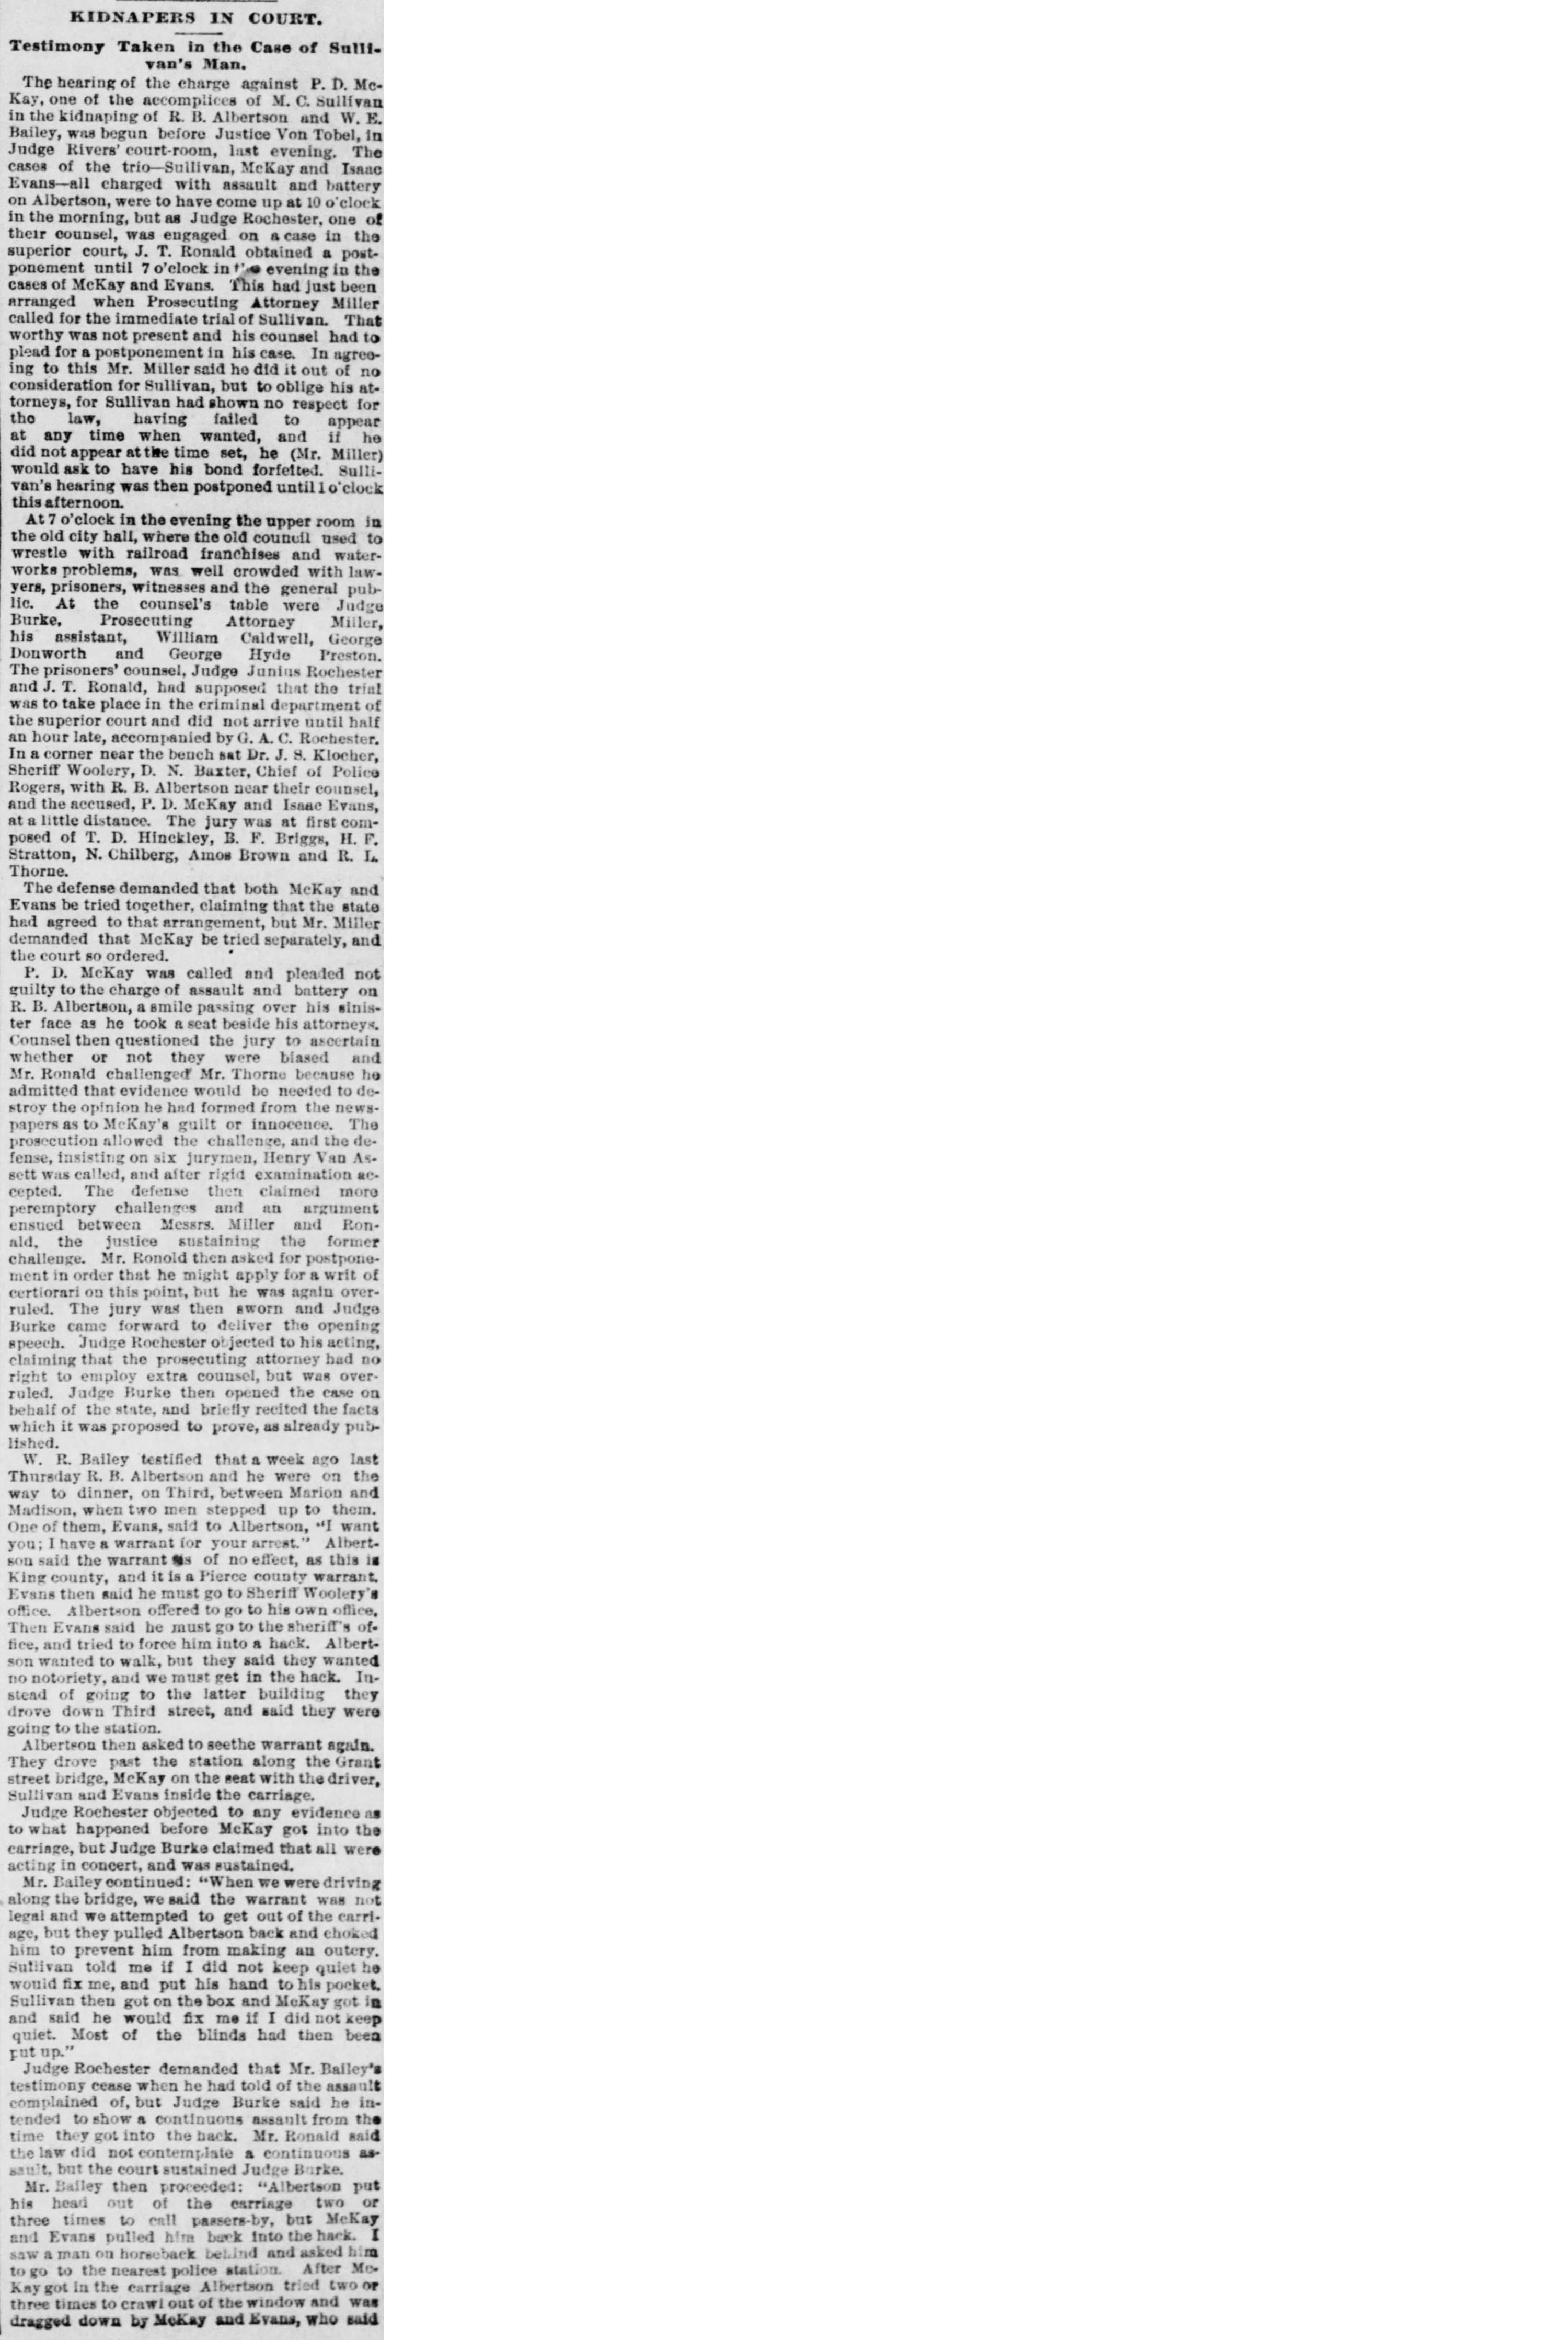 KIDNAPERS IN COURT.
Testimony Taken in the Case of Sulli-
van's Man.
The hearing of the charge against P. D. Mc-
Kay, one of the accomplices of M. C. Sullivan
in the kidnaping of R. B. Albertson and W. E.
Bailey, was begun before Justice Von Tobel, in
Judge Rivers' court-room, last evening. The
cases of the trio—Sullivan, McKay and Isaac
Evans—all charged with assault and battery
on Albertson, were to have come up at 10 o'clock
in the morning, but as Judge Rochester, one of
their counsel, was engaged on a case in the
superior court, J. T. Ronald obtained a post-
ponement until 7 o'clock in the evening in the
cases of McKay and Evans. This had just been
arranged when Prosecuting Attorney Miller
called for the immediate trial of Sullivan. That
worthy was not present and his counsel had to
plead for a postponement in his case. In agree-
ing to this Mr. Miller said he did it out of no
consideration for Sullivan, but to oblige his at-
torneys, for Sullivan had shown no respect for
the law, having failed to appear
at any time when wanted, and if he
did not appear at the time set, he (Mr. Miller)
would ask to have his bond forfeited. Sulli-
van's hearing was then postponed until 1 o'clock
this afternoon.
At 7 o'clock in the evening the upper room in
the old city hall, where the old council used to
wrestle with railroad franchises and water-
works problems, was well crowded with law-
yers, prisoners, witnesses and the general pub-
lic. At the counsel's table were Judge
Burke, Prosecuting Attorney Miller,
his assistant, William Caldwell, George
Donworth and George Hyde Preston.
The prisoners' counsel, Judge Junius Rochester
and J. T. Ronald, had supposed that the trial
was to take place in the criminal department of
the superior court and did not arrive until half
an hour late, accompanied by G. A. C. Rochester.
In a corner near the bench sat Dr. J. S. Klocher,
Sheriff Woolery, D. N. Baxter, Chief of Police
Rogers, with R. B. Albertson near their counsel,
and the accused, P. D. McKay and Isaac Evans,
at a little distance. The jury was at first com-
posed of T. D. Hinckley, B. F. Briggs, H. F.
Stratton, N. Chilberg, Amos Brown and R. L.
Thorne.
The defense demanded that both McKay and
Evans be tried together, claiming that the state
had agreed to that arrangement, but Mr. Miller
demanded that McKay be tried separately, and
the court so ordered.
P. D. McKay was called and pleaded not
guilty to the charge of assault and battery on
R. B. Albertson, a smile passing over his sinis-
ter face as he took a seat beside his attorneys.
Counsel then questioned the jury to ascertain
whether or not they were biased and
Mr. Ronald challenged Mr. Thorne because he
admitted that evidence would be needed to de-
stroy the opinion he had formed from the news-
papers as to McKay's guilt or innocence. The
prosecution allowed the challenge, and the de-
fense, insisting on six jurymen, Henry Van As-
sett was called, and after rigid examination ac-
cepted. The defense then claimed more
peremptory challenges and an argument
ensued between Messrs. Miller and Ron-
ald, the justice sustaining the former
challenge. Mr. Ronold then asked for postpone-
ment in order that he might apply for a writ of
certiorari on this point, but he was again over-
ruled. The jury was then sworn and Judge
Burke came forward to deliver the opening
speech. Judge Rochester objected to his acting,
claiming that the prosecuting attorney had no
right to employ extra counsel, but was over-
ruled. Judge Burke then opened the case on
behalf of the state, and briefly recited the facts
which it was proposed to prove, as already pub-
lished.
W. R. Bailey testified that a week ago last
Thursday R. B. Albertson and he were on the
way to dinner, on Third, between Marion and
Madison, when two men stepped up to them.
One of them, Evans, said to Albertson, "I want
you; I have a warrant for your arrest." Albert-
son said the warrant is of no effect, as this is
King county, and it is a Pierce county warrant.
Evans then said he must go to Sheriff Woolery's
office. Albertson offered to go to his own office.
Then Evans said he must go to the sheriff's of-
fice, and tried to force him into a hack. Albert-
son wanted to walk, but they said they wanted
no notoriety, and we must get in the hack. In-
stead of going to the latter building they
drove down Third street, and said they were
going to the station.
Albertson then asked to seethe warrant again.
They drove past the station along the Grant
street bridge, McKay on the seat with the driver,
Sullivan and Evans inside the carriage.
Judge Rochester objected to any evidence as
to what happened before McKay got into the
carriage, but Judge Burke claimed that all were
acting in concert, and was sustained.
Mr. Bailey continued: "When we were driving
along the bridge, we said the warrant was not
legal and we attempted to get out of the carri-
age, but they pulled Albertson back and choked
him to prevent him from making an outcry.
Sullivan told me if I did not keep quiet he
would fix me, and put his hand to his pocket.
Sullivan then got on the box and McKay got in
and said he would fix me if I did not keep
quiet. Most of the blinds had then been
put up."
Judge Rochester demanded that Mr. Bailey's
testimony cease when he had told of the assault
complained of, but Judge Burke said he in-
tended to show a continuous assault from the
time they got into the hack. Mr. Ronald said
the law did not contemplate a continuous as-
sault, but the court sustained Judge Burke.
Mr. Bailey then proceeded: "Albertson put
his head out of the carriage two or
three times to call passers-by, but McKay
and Evans pulled him back into the hack. I
saw a man on horseback behind and asked him
to go to the nearest police station. After Mc-
Kay got in the carriage Albertson tried two or
three times to crawl out of the window and was
dragged down by McKay and Evans, who said